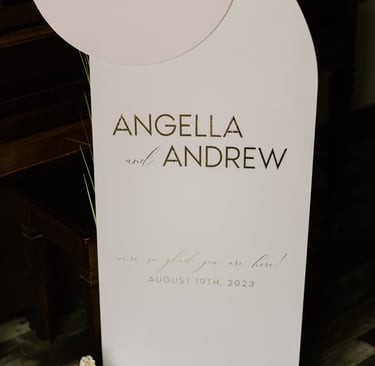 ANGELLA
and ANDREW
we're so glad you are here!
AUGUST 19TH, 2023